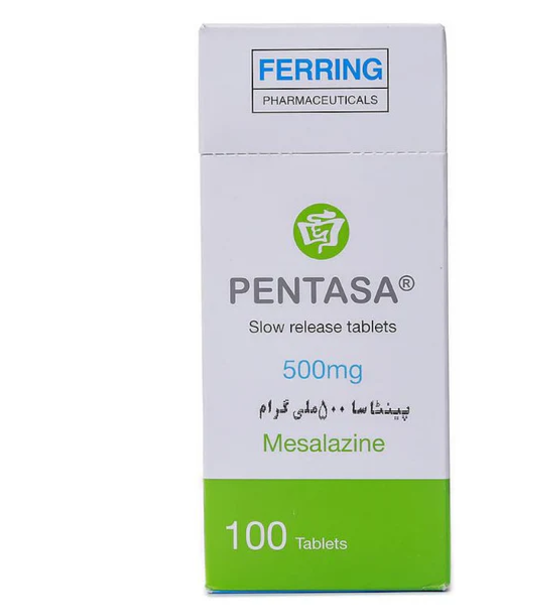 FERRING
PHARMACEUTICALS
PENTASA®
Slow release tablets
500mg
پینٹاسا ۵۰۰ملی گرام
Mesalazine
100 Tablets